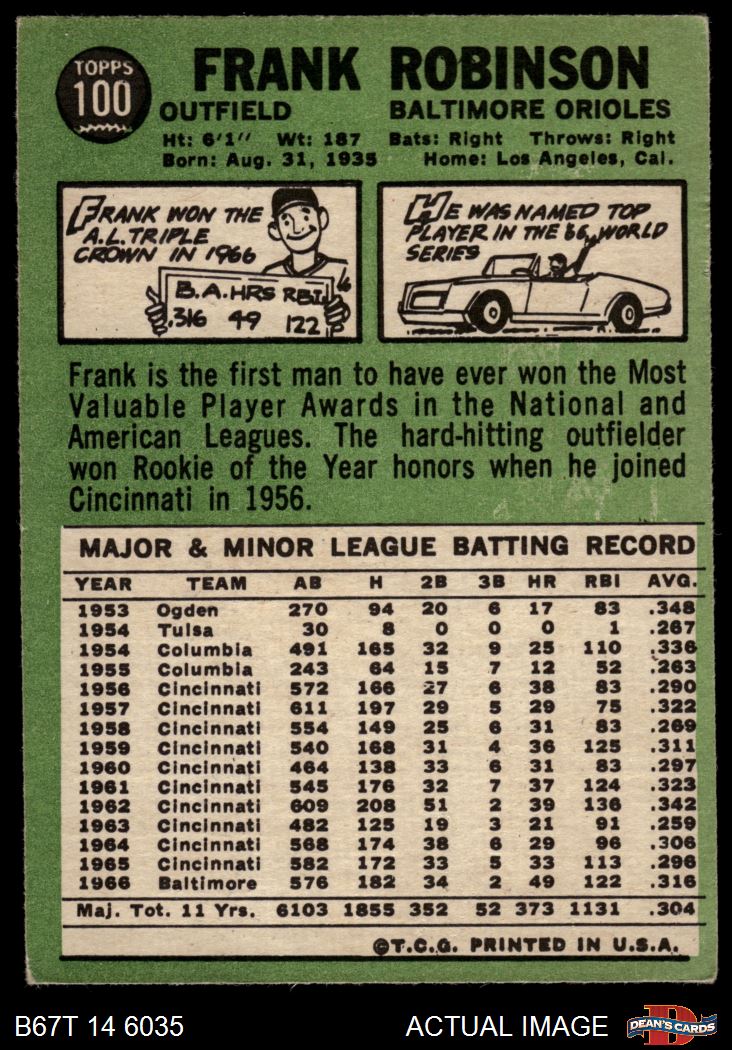 TOPPS
100
FRANK ROBINSON
OUTFIELD BALTIMORE ORIOLES
Ht: 6'1" Wt: 187 Bats: Right Throws: Right
Born: Aug. 31, 1935 Home: Los Angeles, Cal.
FRANK WON THE
A.L. TRIPLE
CROWN IN 1966
B.A. HRS RBI
.316 49 122
HE WAS NAMED TOP
PLAYER IN THE '66 WORLD
SERIES
Frank is the first man to have ever won the Most
Valuable Player Awards in the National and
American Leagues. The hard-hitting outfielder
won Rookie of the Year honors when he joined
Cincinnati in 1956.
MAJOR & MINOR LEAGUE BATTING RECORD
YEAR TEAM AB H 2B 3B HR RBI AVG.
1953 Ogden 270 94 20 6 17 83 .348
1954 Tulsa 30 8 0 0 0 1 .267
1954 Columbia 491 165 32 9 25 110 .336
1955 Columbia 243 64 15 7 12 52 .263
1956 Cincinnati 572 166 27 6 38 83 .290
1957 Cincinnati 611 197 29 5 29 75 .322
1958 Cincinnati 554 149 25 6 31 83 .269
1959 Cincinnati 540 168 31 4 36 125 .311
1960 Cincinnati 464 138 33 6 31 83 .297
1961 Cincinnati 545 176 32 7 37 124 .323
1962 Cincinnati 609 208 51 2 39 136 .342
1963 Cincinnati 482 125 19 3 21 91 .259
1964 Cincinnati 568 174 38 6 29 96 .306
1965 Cincinnati 582 172 33 5 33 113 .296
1966 Baltimore 576 182 34 2 49 122 .316
Maj. Tot. 11 Yrs. 6103 1855 352 52 373 1131 .304
©T.C.G. PRINTED IN U.S.A.
B67T 14 6035 ACTUAL IMAGE D DEAN'S CARDS